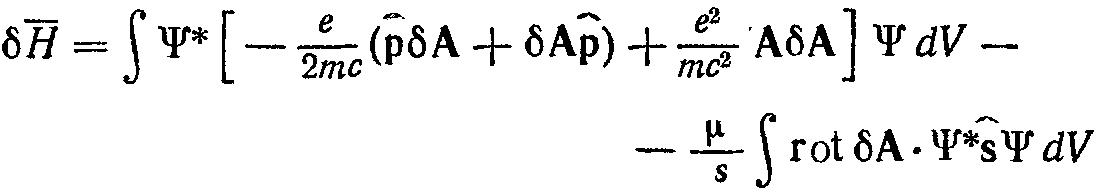 δH̅ = ∫ Ψ* [ − e/2mc (p̂δA + δAp̂) + e²/mc² AδA ] Ψ dV −
− μ/s ∫ rot δA · Ψ*ŝΨ dV